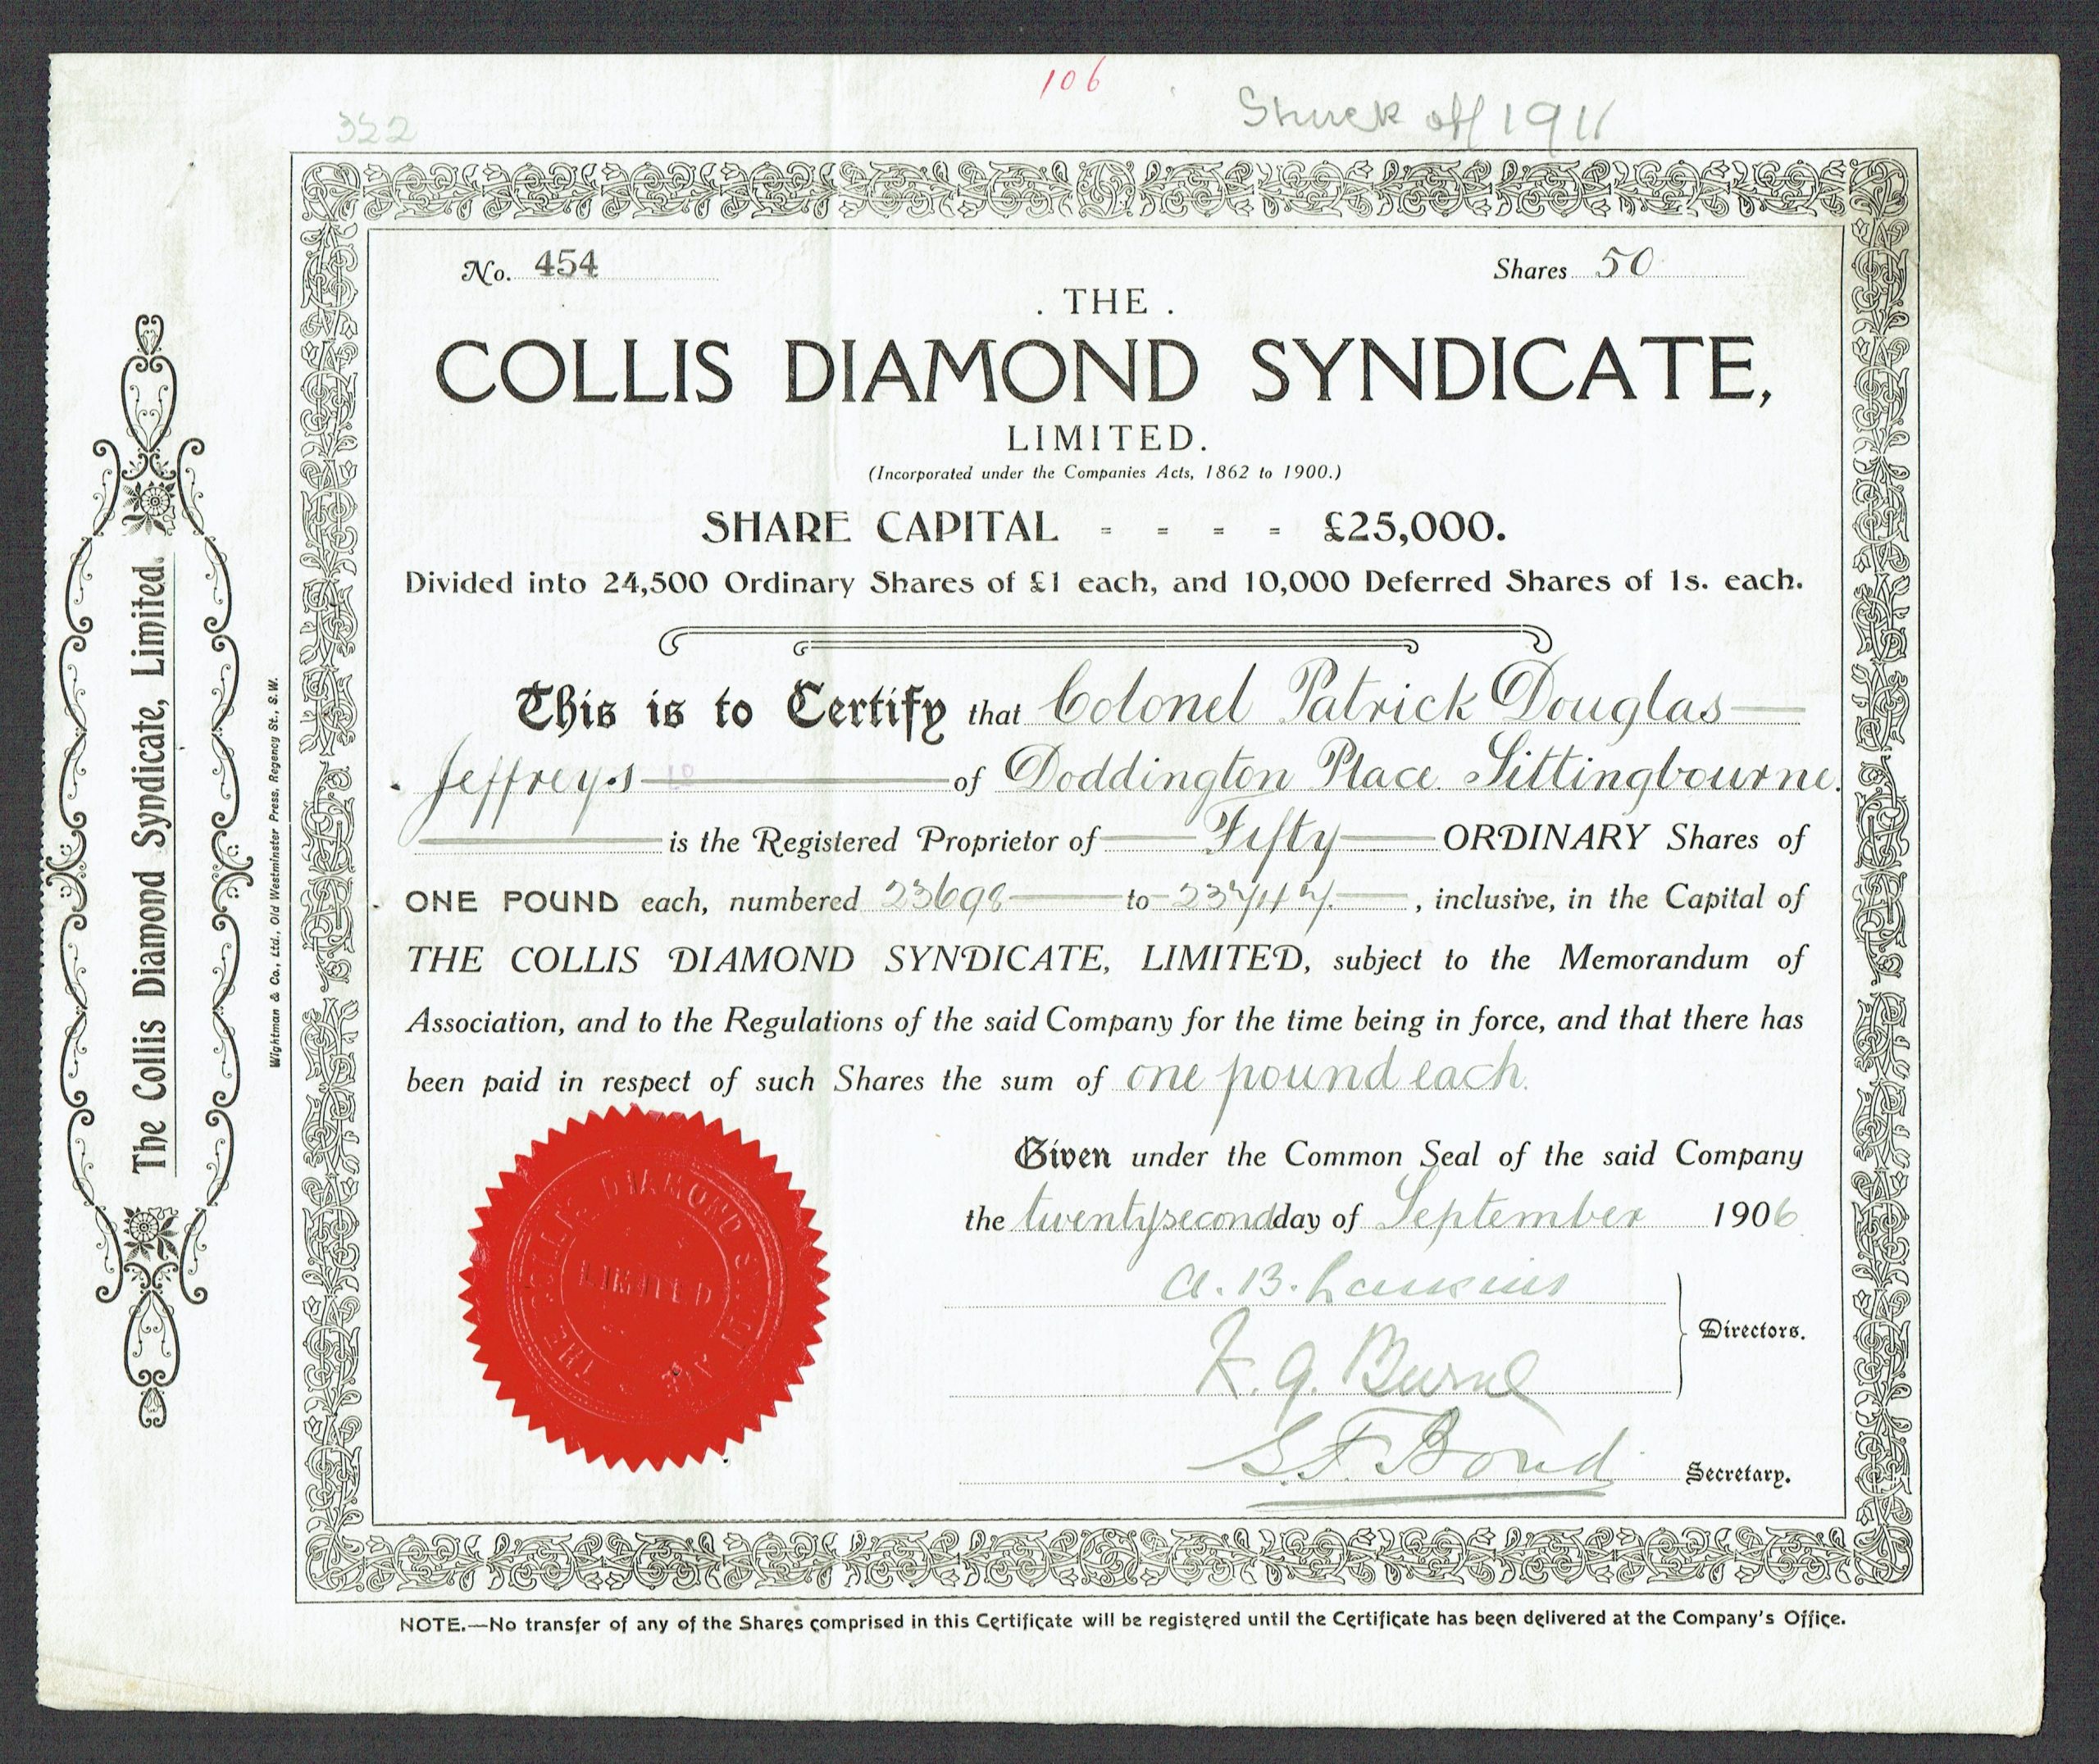 106
322
Struck off 1911
No. 454
Shares 50
. THE .
COLLIS DIAMOND SYNDICATE,
LIMITED.
(Incorporated under the Companies Acts, 1862 to 1900.)
SHARE CAPITAL - - - - £25,000.
Divided into 24,500 Ordinary Shares of £1 each, and 10,000 Deferred Shares of 1s. each.
This is to Certify that Colonel Patrick Douglas
Jeffreys of Doddington Place Sittingbourne.
is the Registered Proprietor of Fifty ORDINARY Shares of
ONE POUND each, numbered 23698 to 23747, inclusive, in the Capital of
THE COLLIS DIAMOND SYNDICATE, LIMITED, subject to the Memorandum of
Association, and to the Regulations of the said Company for the time being in force, and that there has
been paid in respect of such Shares the sum of one pound each.
Given under the Common Seal of the said Company
the twentysecond day of September 1906
A. B.
Directors.
F. G. Burne
S. F. Bond
Secretary.
THE COLLIS DIAMOND SYNDICATE
LIMITED
NOTE.—No transfer of any of the Shares comprised in this Certificate will be registered until the Certificate has been delivered at the Company's Office.
The Collis Diamond Syndicate, Limited.
Wightman & Co., Ltd., Old Westminster Press, Regency St., S.W.